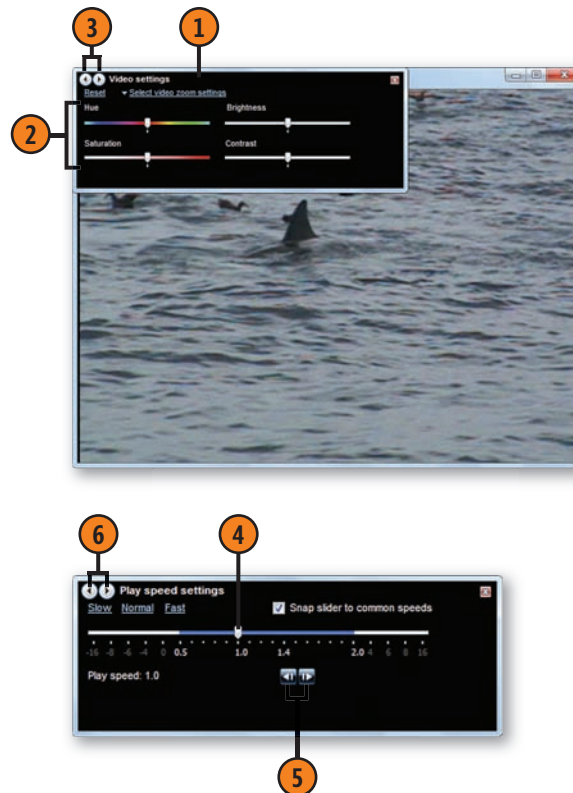 3
1
Video settings
Reset Select video zoom settings
Hue Brightness
2
Saturation Contrast
6
4
Play speed settings
Slow Normal Fast Snap slider to common speeds
-16 -8 -6 -4 0 0.5 1.0 1.4 2.0 4 6 8 16
Play speed: 1.0
5